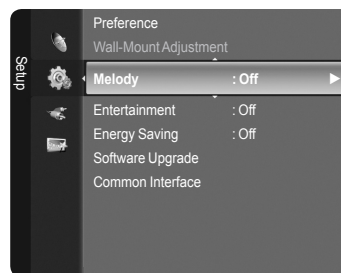 Setup
Preference
Wall-Mount Adjustment
Melody : Off
Entertainment : Off
Energy Saving : Off
Software Upgrade
Common Interface